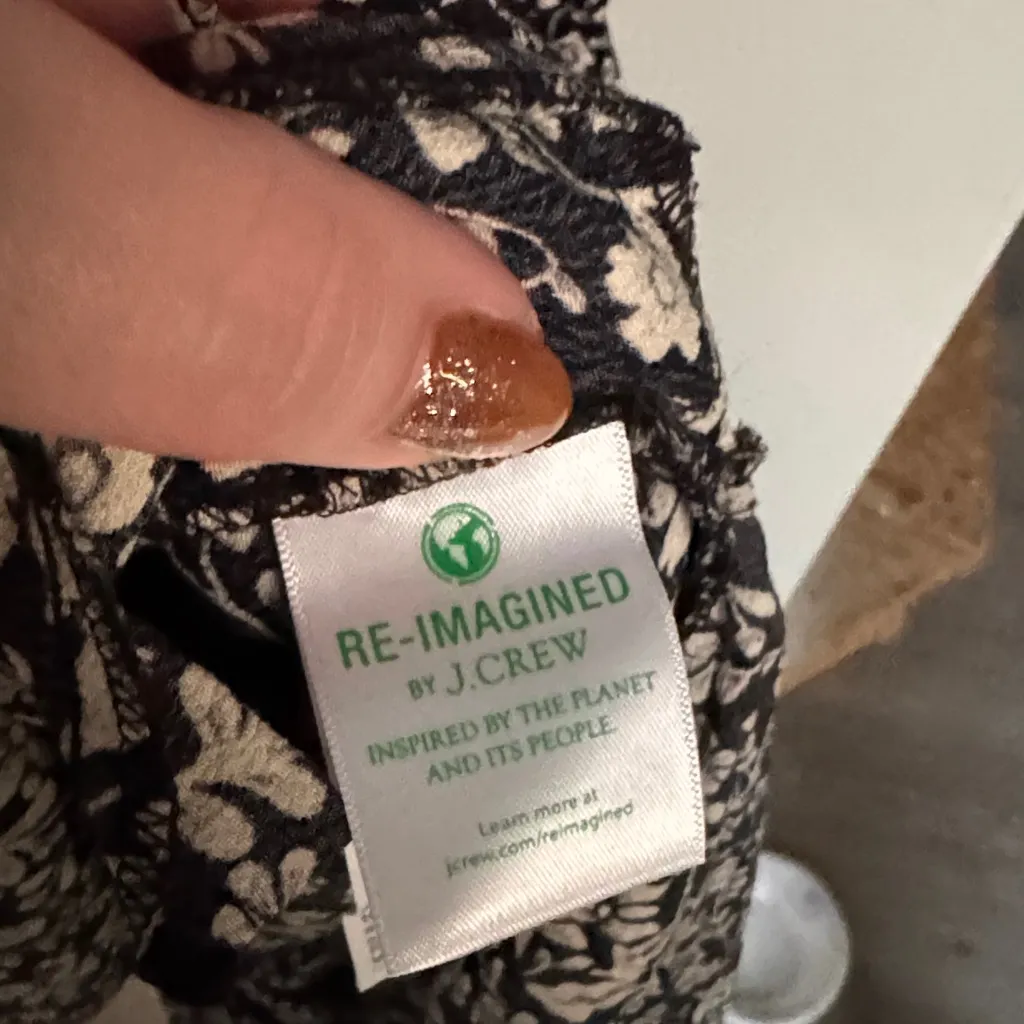 RE-IMAGINED
BY J.CREW
INSPIRED BY THE PLANET
AND ITS PEOPLE.
Learn more at
jcrew.com/reimagined